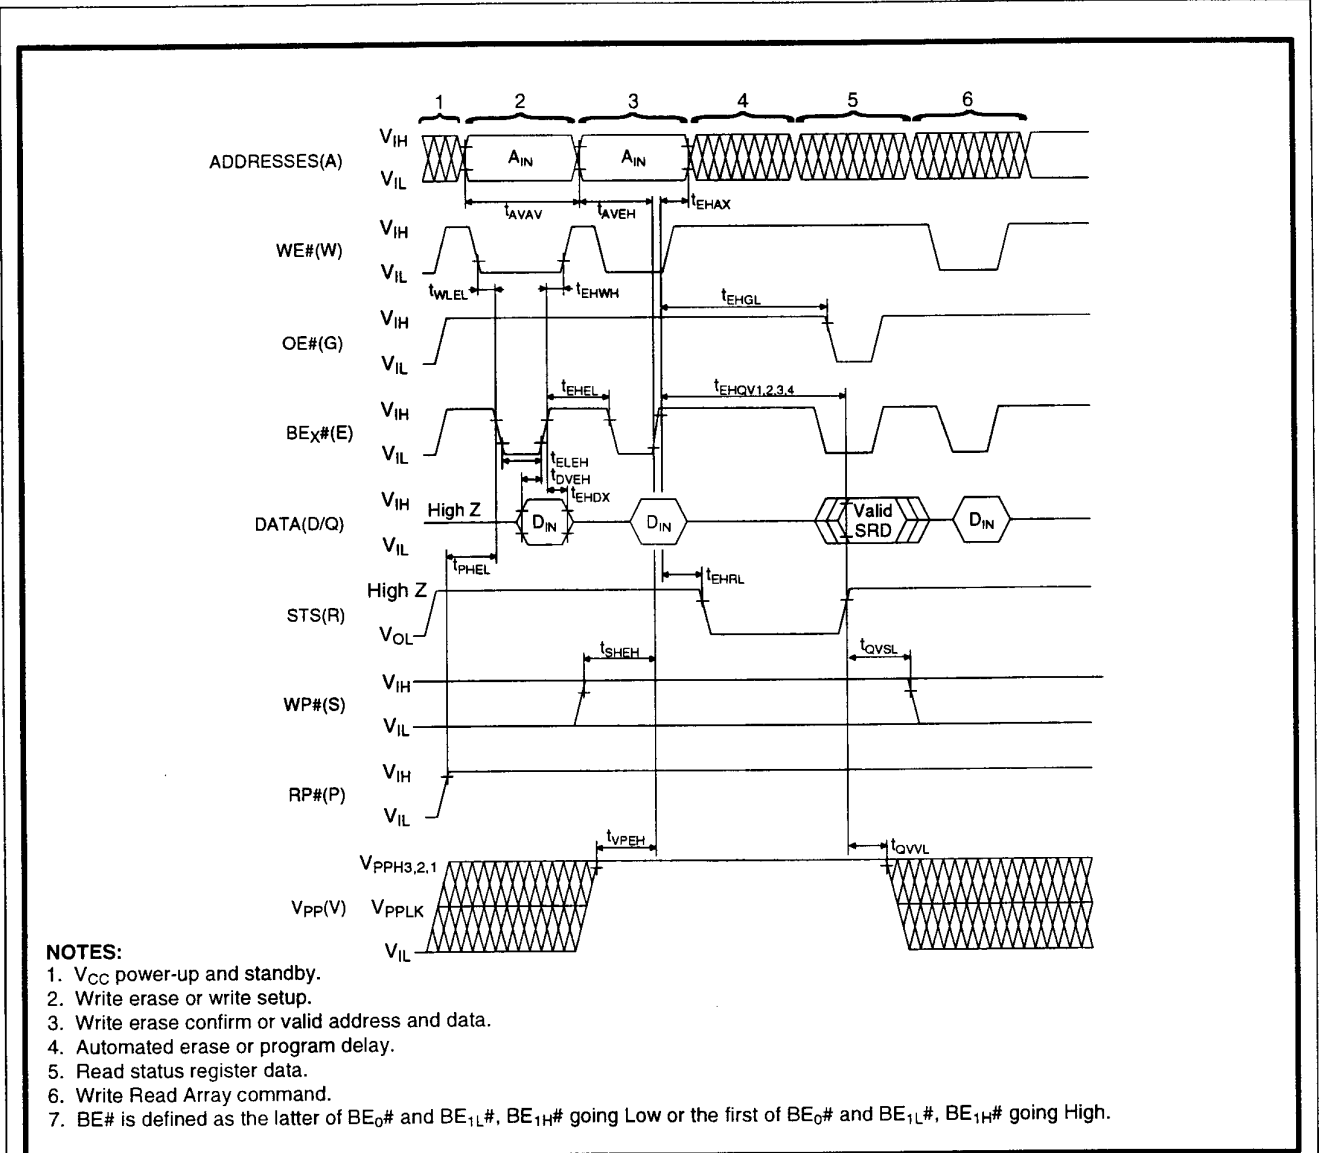 1 2 3 4 5 6
ADDRESSES(A) VIH AIN AIN
VIL
tAVAV tAVEH tEHAX
WE#(W) VIH
VIL
tWLEL tEHWH
tEHGL
OE#(G) VIH
VIL
tEHEL tEHQV1,2,3,4
BEX#(E) VIH
VIL
tELEH
tDVEH
tEHDX
DATA(D/Q) VIH High Z DIN DIN Valid SRD DIN
VIL
tPHEL
tEHRL
STS(R) High Z
VOL
tSHEH tQVSL
WP#(S) VIH
VIL
RP#(P) VIH
VIL
tVPEH tQVVL
VPP(V) VPPH3,2,1
VPPLK
VIL
NOTES:
1. VCC power-up and standby.
2. Write erase or write setup.
3. Write erase confirm or valid address and data.
4. Automated erase or program delay.
5. Read status register data.
6. Write Read Array command.
7. BE# is defined as the latter of BE0# and BE1L#, BE1H# going Low or the first of BE0# and BE1L#, BE1H# going High.